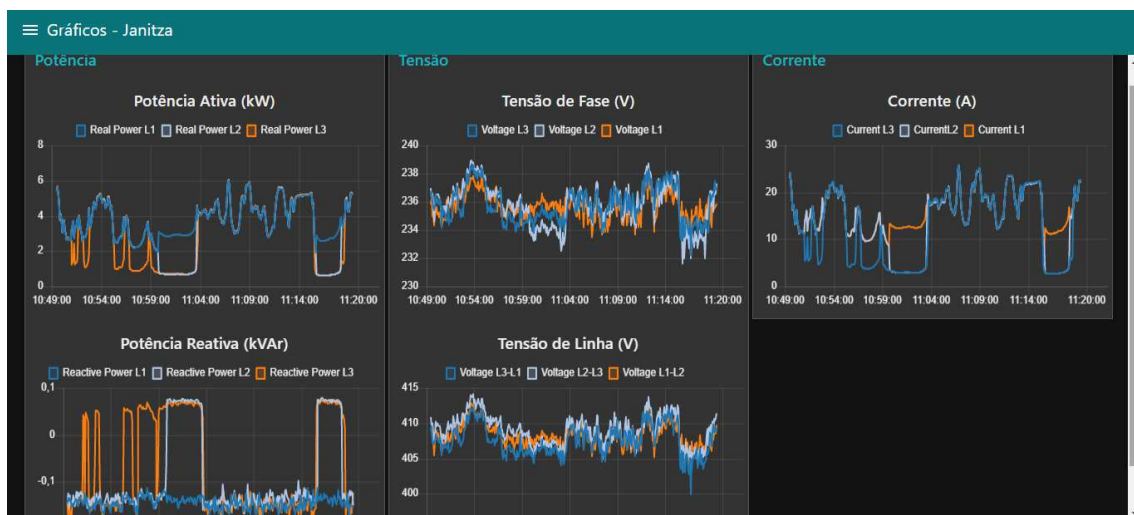 Gráficos - Janitza
Potência
Potência Ativa (kW)
Real Power L1 Real Power L2 Real Power L3
8
6
4
2
0
10:49:00 10:54:00 10:59:00 11:04:00 11:09:00 11:14:00 11:20:00
Potência Reativa (kVAr)
Reactive Power L1 Reactive Power L2 Reactive Power L3
0,1
0
-0,1
Tensão
Tensão de Fase (V)
Voltage L3 Voltage L2 Voltage L1
240
238
236
234
232
230
10:49:00 10:54:00 10:59:00 11:04:00 11:09:00 11:14:00 11:20:00
Tensão de Linha (V)
Voltage L3-L1 Voltage L2-L3 Voltage L1-L2
415
410
405
400
Corrente
Corrente (A)
Current L3 CurrentL2 Current L1
30
20
10
0
10:49:00 10:54:00 10:59:00 11:04:00 11:09:00 11:14:00 11:20:00